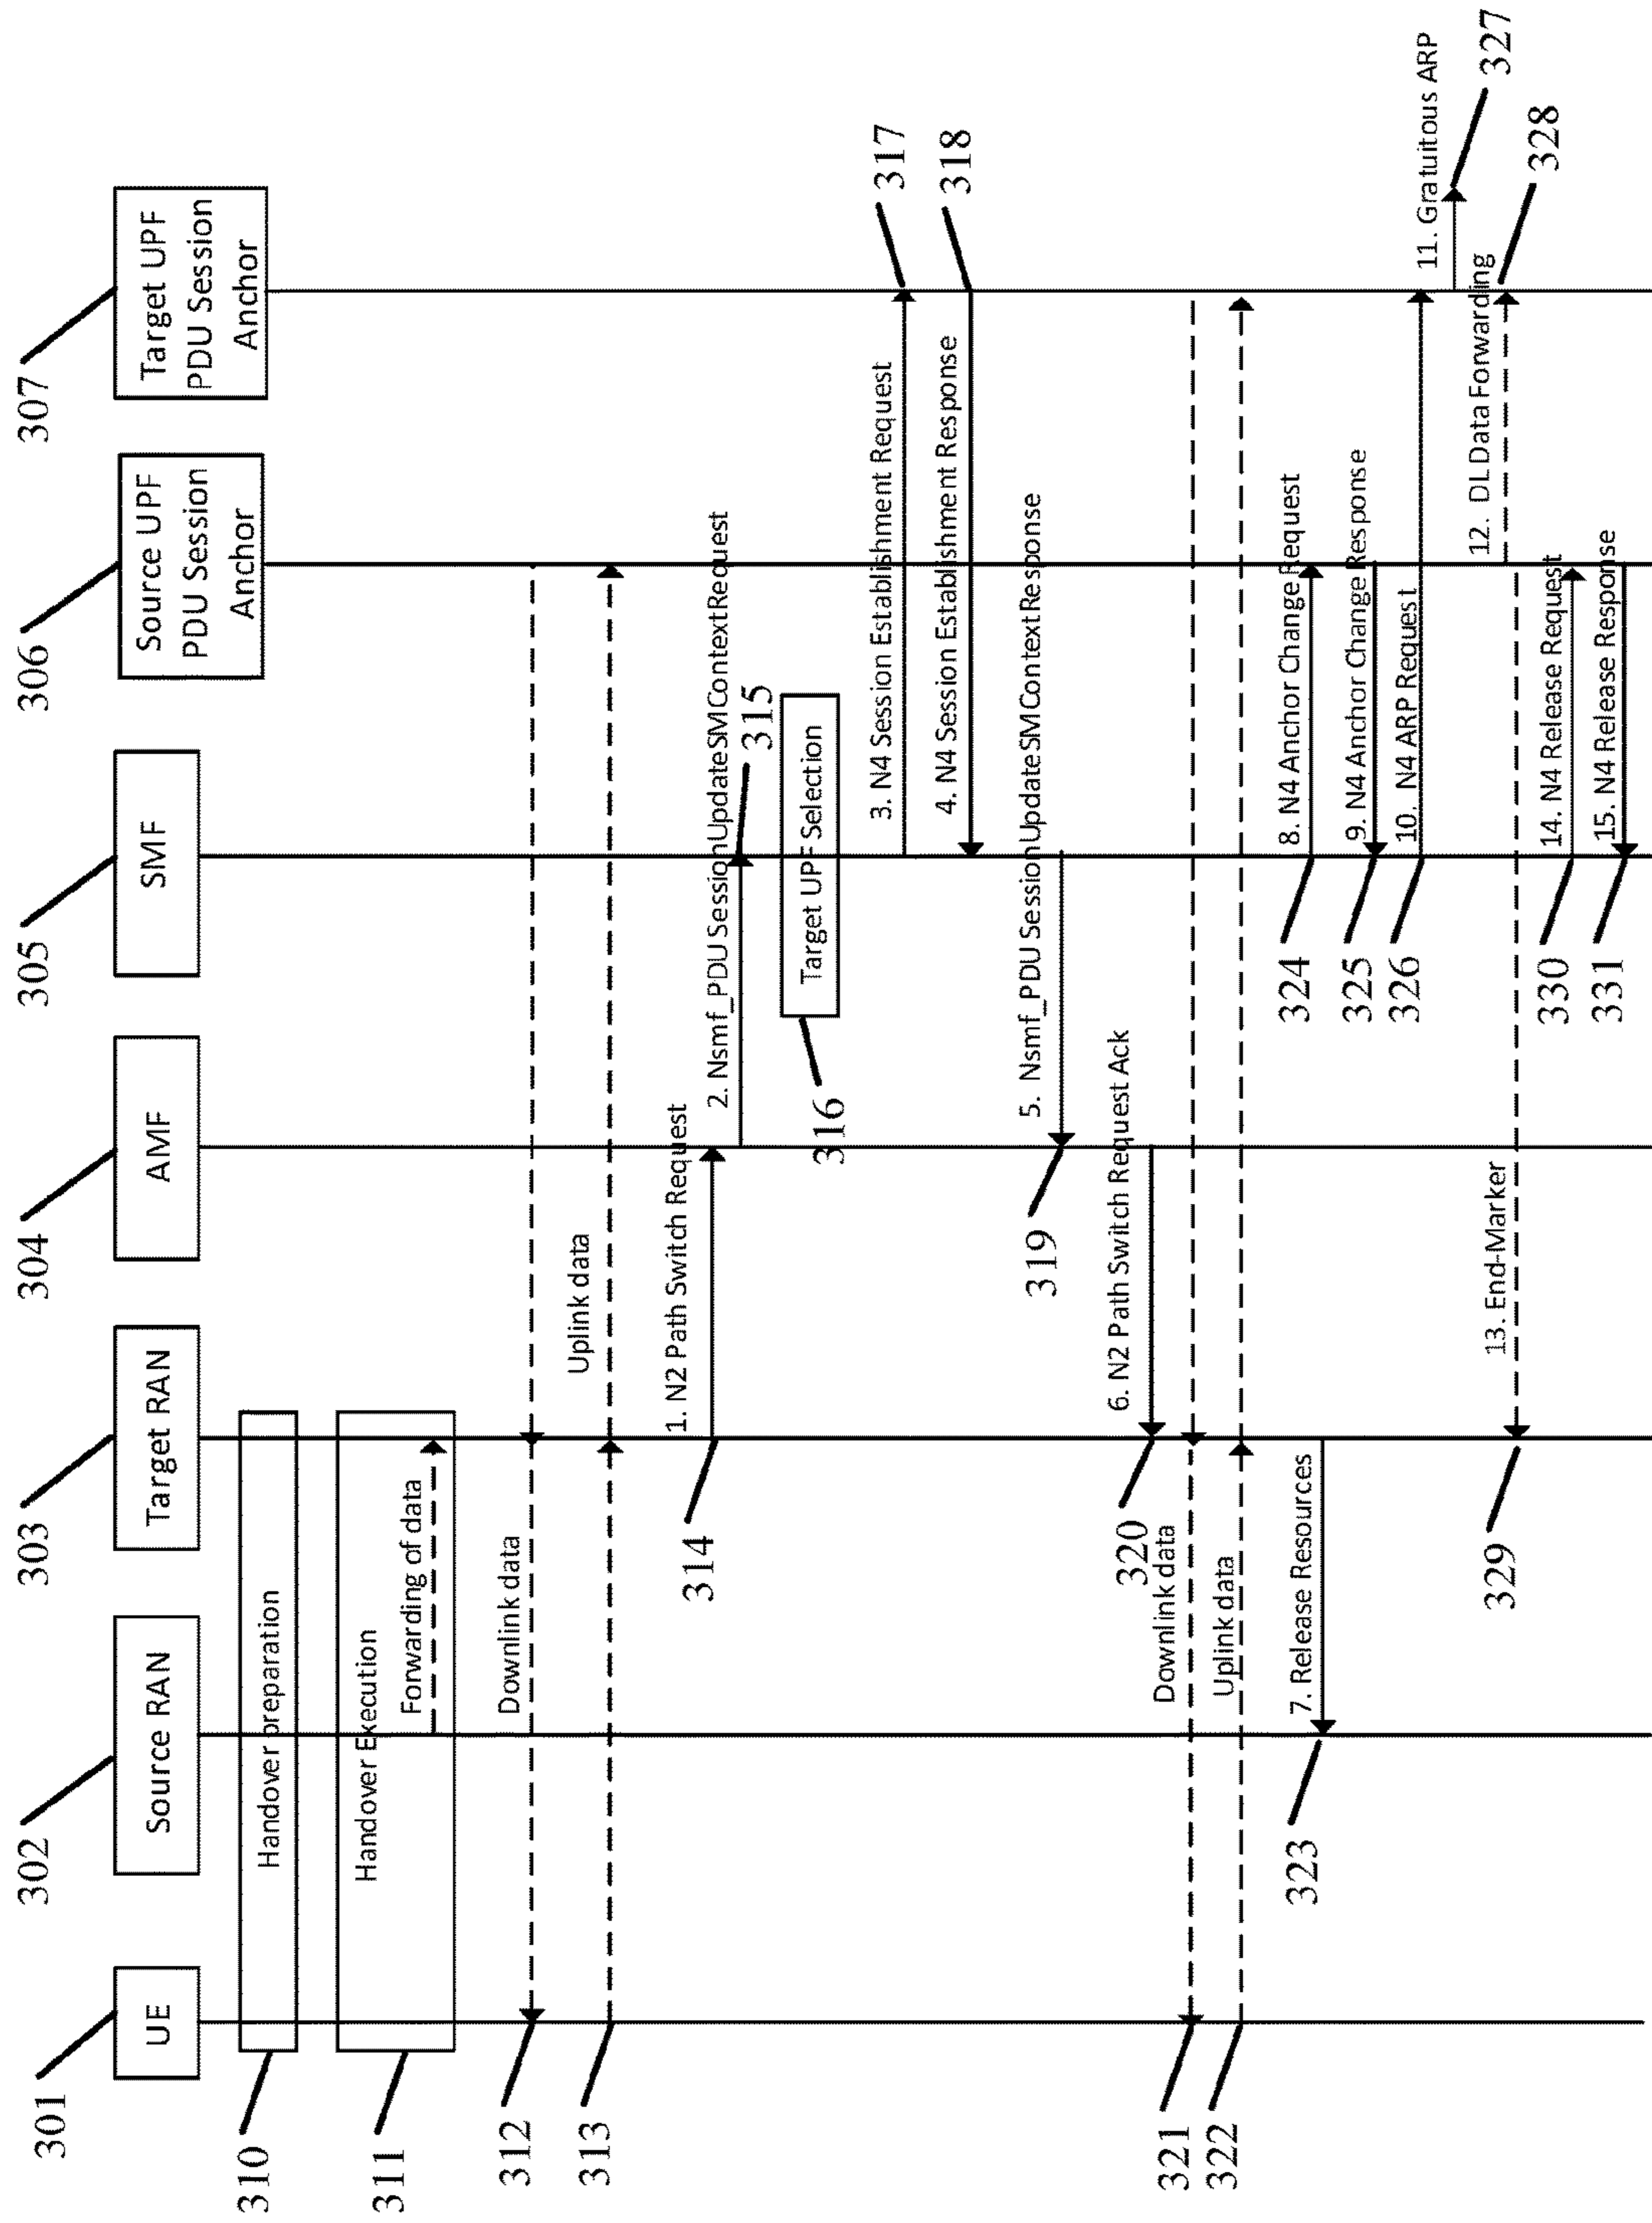 301
302
303
304
305
306
307
UE
Source RAN
Target RAN
AMF
SMF
Source UPF
PDU Session
Anchor
Target UPF
PDU Session
Anchor
310
Handover preparation
311
Handover Execution
Forwarding of data
312
Downlink data
313
Uplink data
314
1. N2 Path Switch Request
2. Nsmf_PDU SessionUpdateSMContextRequest
315
316
Target UPF Selection
3. N4 Session Establishment Request
317
4. N4 Session Establishment Response
318
5. Nsmf_PDU SessionUpdateSMContextResponse
319
6. N2 Path Switch Request Ack
320
321
Downlink data
322
Uplink data
7. Release Resources
323
8. N4 Anchor Change Request
324
9. N4 Anchor Change Response
325
10. N4 ARP Request
326
11. Gratuitous ARP
327
12. DL Data Forwarding
328
13. End-Marker
329
14. N4 Release Request
330
15. N4 Release Response
331